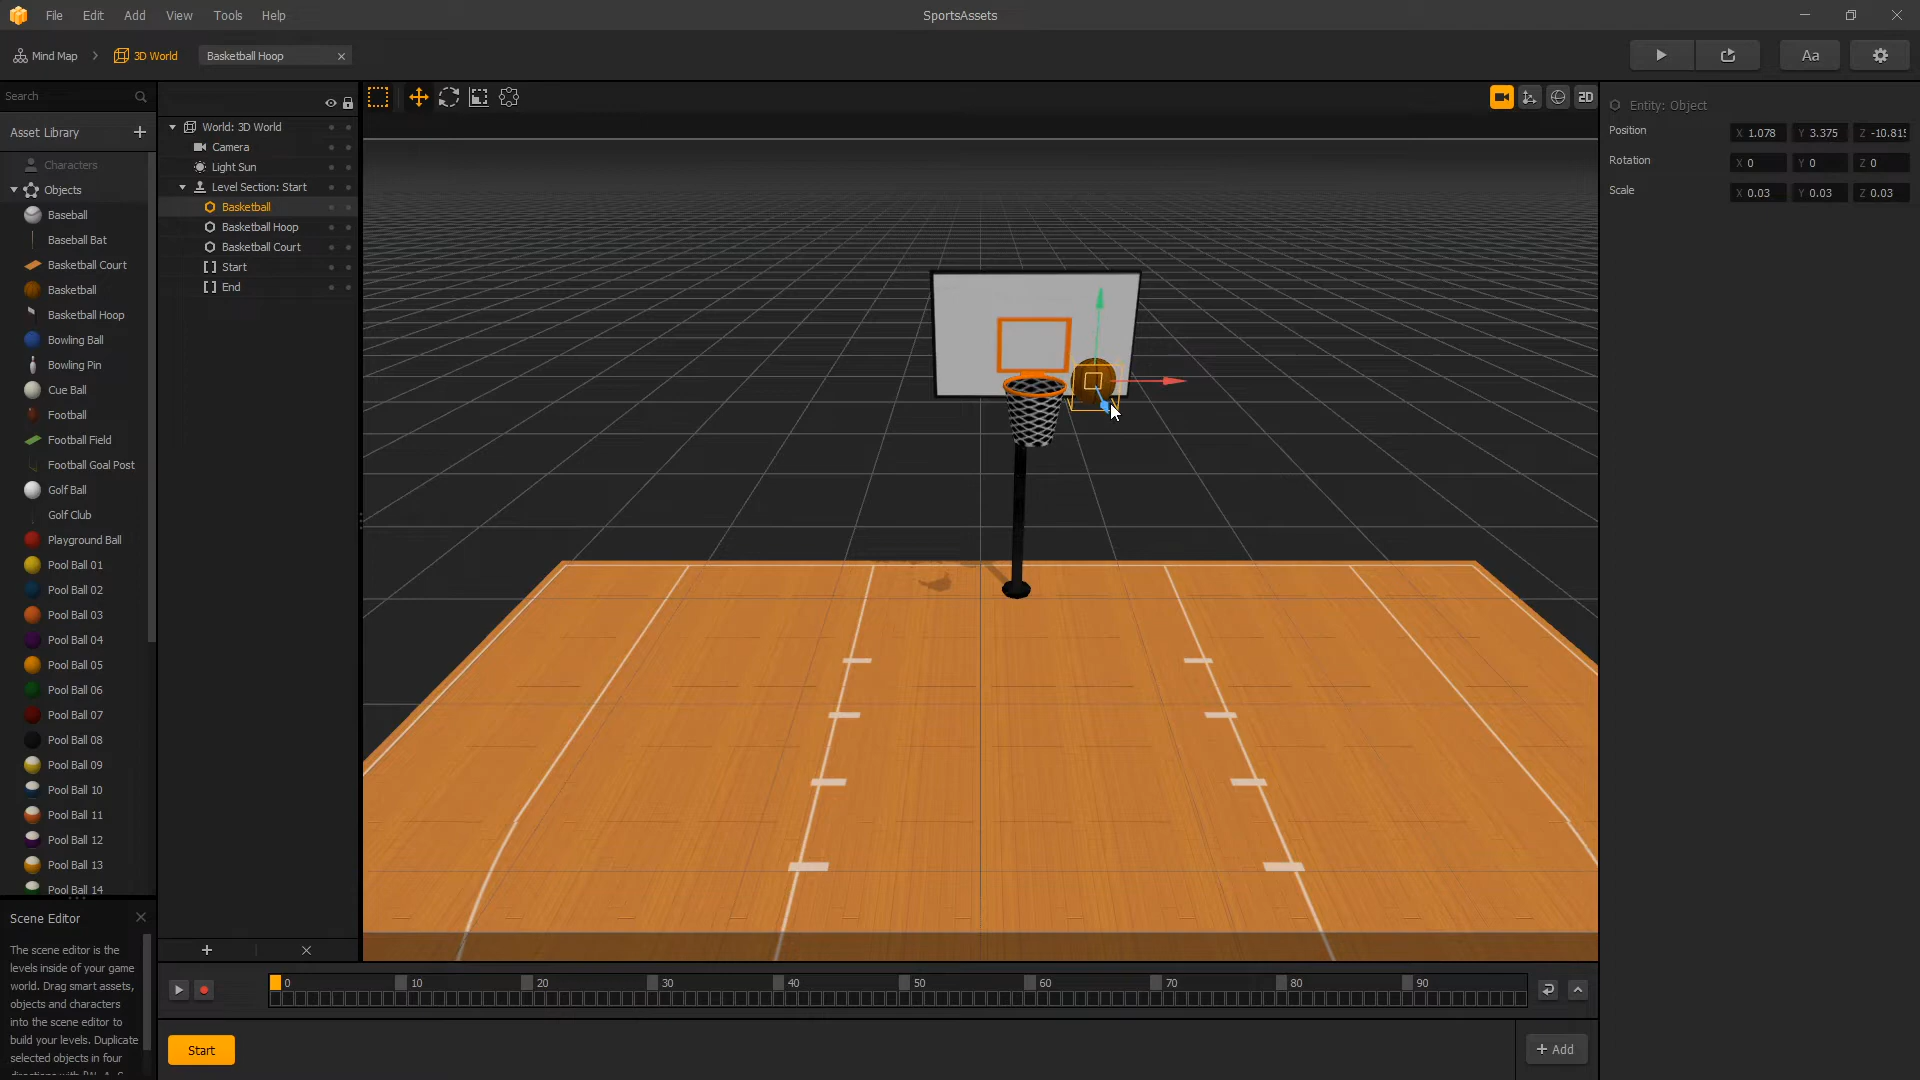 File Edit Add View Tools Help
SportsAssets
Mind Map
3D World
Basketball Hoop
Aa
Search
Asset Library
Characters
Objects
Baseball
Baseball Bat
Basketball Court
Basketball
Basketball Hoop
Bowling Ball
Bowling Pin
Cue Ball
Football
Football Field
Football Goal Post
Golf Ball
Golf Club
Playground Ball
Pool Ball 01
Pool Ball 02
Pool Ball 03
Pool Ball 04
Pool Ball 05
Pool Ball 06
Pool Ball 07
Pool Ball 08
Pool Ball 09
Pool Ball 10
Pool Ball 11
Pool Ball 12
Pool Ball 13
Pool Ball 14
Scene Editor
The scene editor is the
levels inside of your game
world. Drag smart assets,
objects and characters
into the scene editor to
build your levels. Duplicate
selected objects in four
World: 3D World
Camera
Light Sun
Level Section: Start
Basketball
Basketball Hoop
Basketball Court
Start
End
2D
Entity: Object
Position X 1.078 Y 3.375 Z -10.815
Rotation X 0 Y 0 Z 0
Scale X 0.03 Y 0.03 Z 0.03
0 10 20 30 40 50 60 70 80 90
Start
+ Add